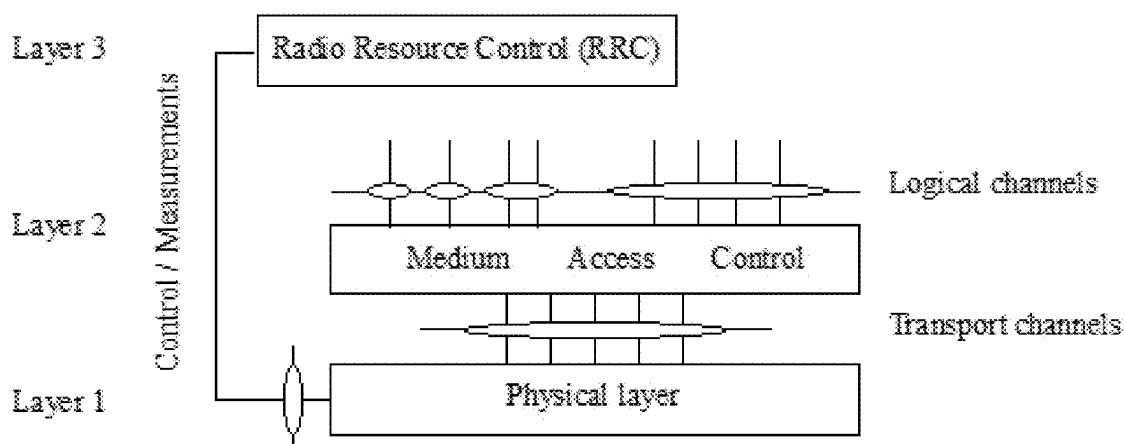 Layer 3
Radio Resource Control (RRC)
Control / Measurements
Logical channels
Layer 2
Medium Access Control
Transport channels
Layer 1
Physical layer